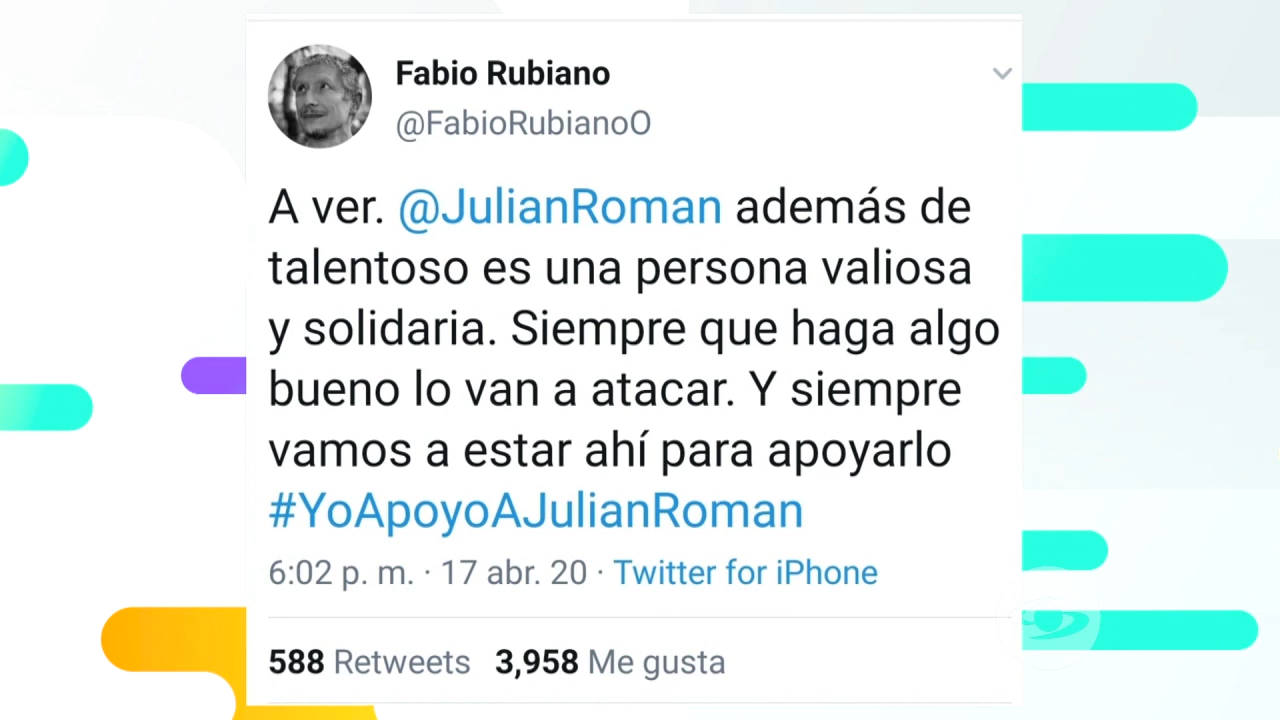 Fabio Rubiano
@FabioRubianoO
A ver. @JulianRoman además de
talentoso es una persona valiosa
y solidaria. Siempre que haga algo
bueno lo van a atacar. Y siempre
vamos a estar ahí para apoyarlo
#YoApoyoAJulianRoman
6:02 p. m. · 17 abr. 20 · Twitter for iPhone
588 Retweets 3,958 Me gusta